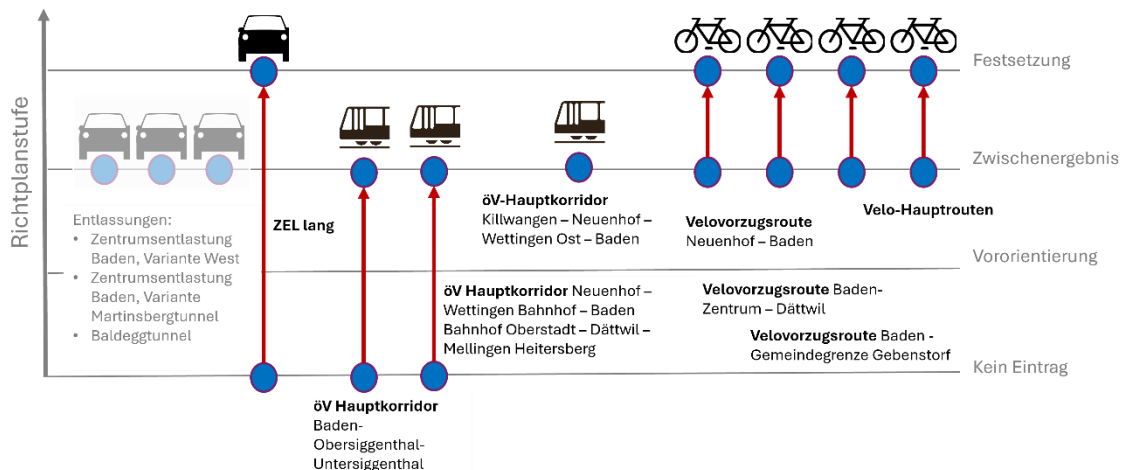 Richtplanstufe
Festsetzung
Zwischenergebnis
Vororientierung
Kein Eintrag
Entlassungen:
• Zentrumsentlastung
Baden, Variante West
• Zentrumsentlastung
Baden, Variante
Martinsbergtunnel
• Baldeggtunnel
ZEL lang
öV Hauptkorridor
Baden-
Obersiggenthal-
Untersiggenthal
öV Hauptkorridor Neuenhof –
Wettingen Bahnhof – Baden
Bahnhof Oberstadt – Dättwil –
Mellingen Heitersberg
öV-Hauptkorridor
Killwangen – Neuenhof –
Wettingen Ost – Baden
Velovorzugsroute
Neuenhof – Baden
Velovorzugsroute Baden-
Zentrum – Dättwil
Velovorzugsroute Baden -
Gemeindegrenze Gebenstorf
Velo-Hauptrouten